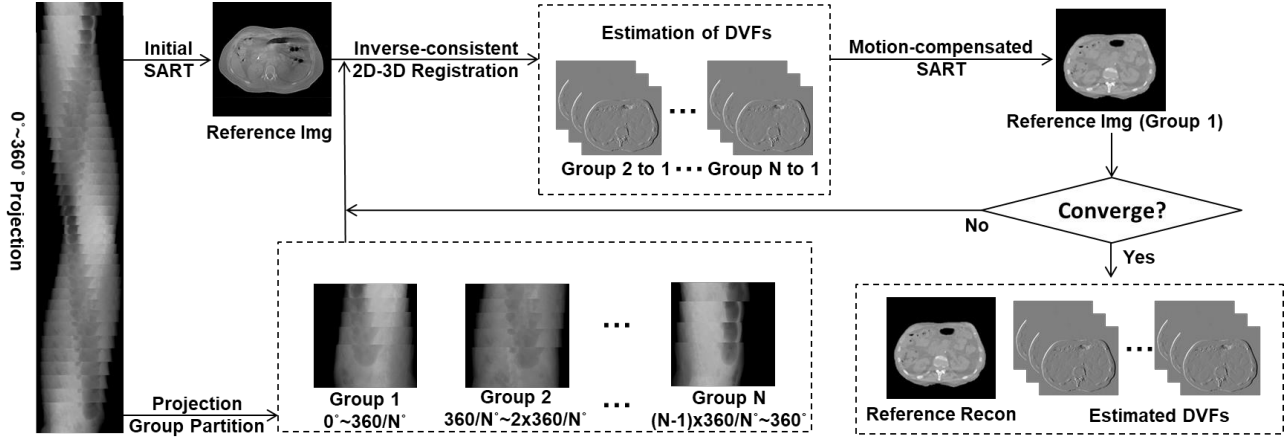 0°~360° Projection
Initial
SART
Reference Img
Inverse-consistent
2D-3D Registration
Estimation of DVFs
...
Group 2 to 1 ... Group N to 1
Motion-compensated
SART
Reference Img (Group 1)
Converge?
No
Yes
Projection
Group Partition
...
Group 1
0°~360/N°
Group 2
360/N°~2x360/N°
...
Group N
(N-1)x360/N°~360°
...
Reference Recon
Estimated DVFs